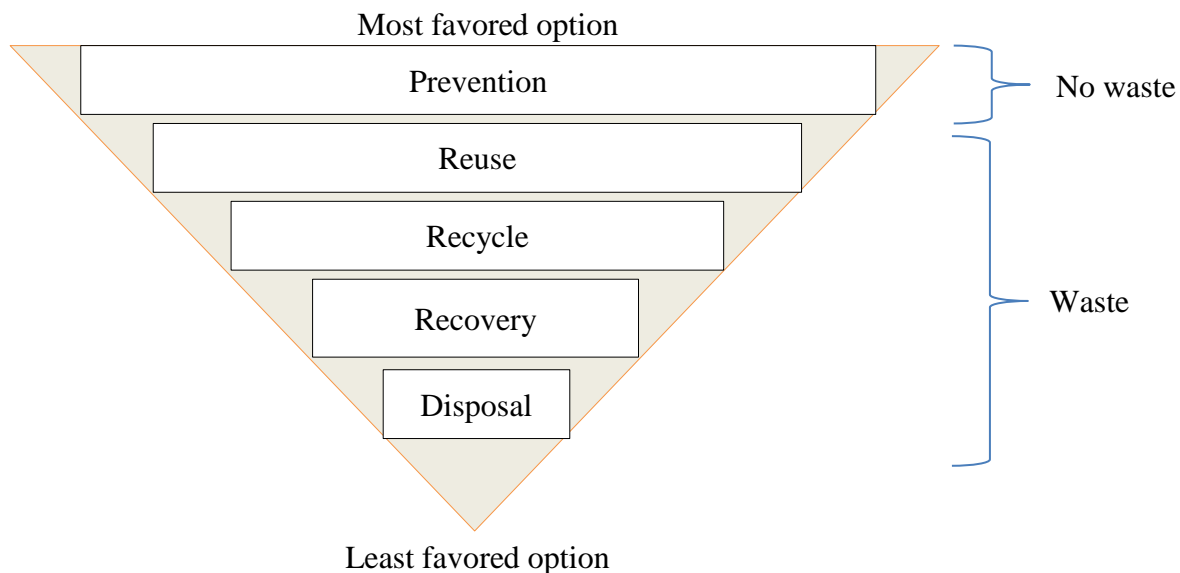 Most favored option
Prevention
No waste
Reuse
Recycle
Recovery
Waste
Disposal
Least favored option